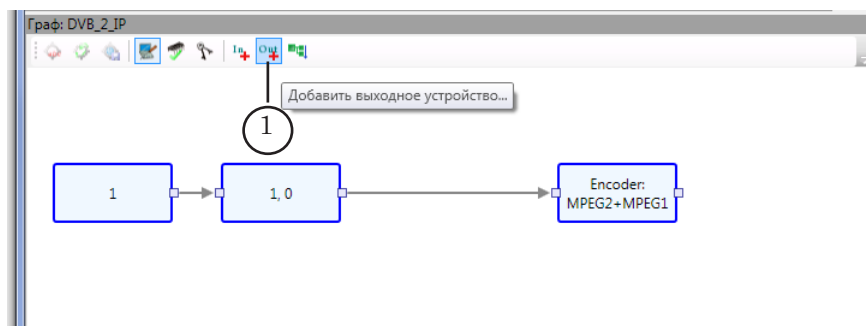 Граф: DVB_2_IP
In
Out
Добавить выходное устройство...
1
1
1, 0
Encoder:
MPEG2+MPEG1